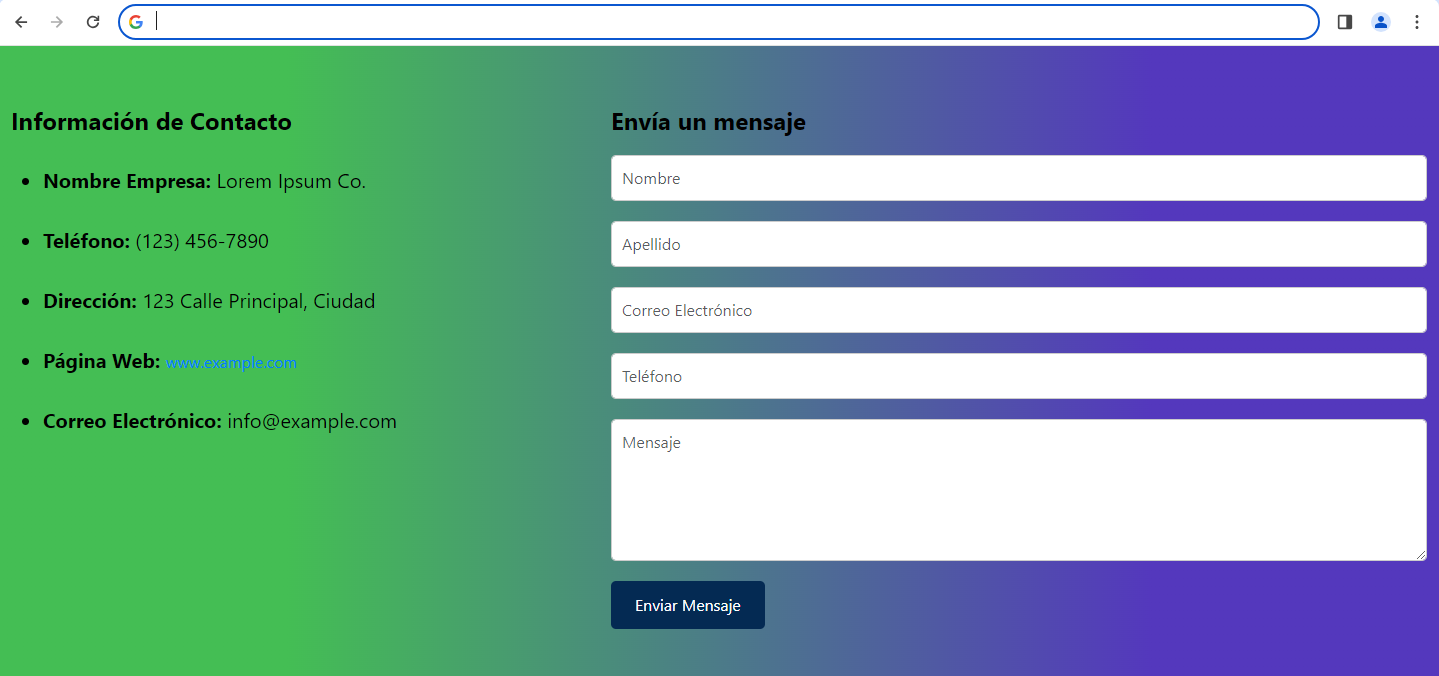 Información de Contacto
Nombre Empresa: Lorem Ipsum Co.
Teléfono: (123) 456-7890
Dirección: 123 Calle Principal, Ciudad
Página Web: www.example.com
Correo Electrónico: info@example.com
Envía un mensaje
Nombre
Apellido
Correo Electrónico
Teléfono
Mensaje
Enviar Mensaje